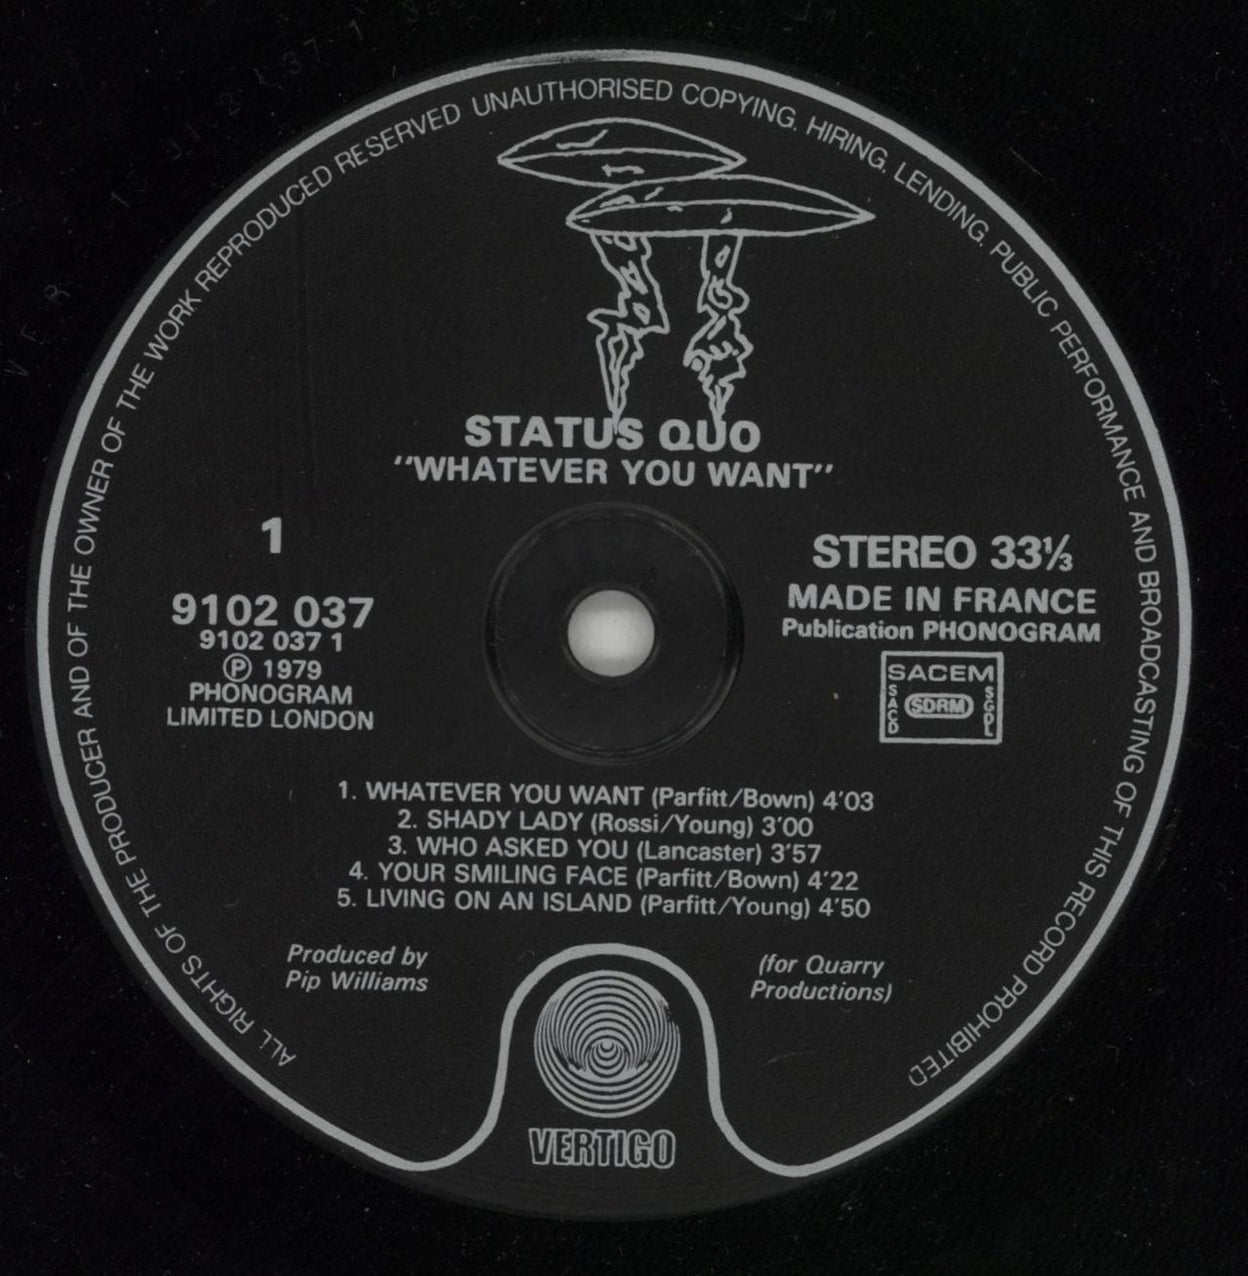 ALL RIGHTS OF THE PRODUCER AND OF THE OWNER OF THE WORK REPRODUCED RESERVED UNAUTHORISED COPYING, HIRING, LENDING, PUBLIC PERFORMANCE AND BROADCASTING OF THIS RECORD PROHIBITED
STATUS QUO
"WHATEVER YOU WANT"
1
9102 037
9102 037 1
Ⓟ 1979
PHONOGRAM
LIMITED LONDON
STEREO 33⅓
MADE IN FRANCE
Publication PHONOGRAM
SACEM
SACD
SDRM
SGDL
1. WHATEVER YOU WANT (Parfitt/Bown) 4'03
2. SHADY LADY (Rossi/Young) 3'00
3. WHO ASKED YOU (Lancaster) 3'57
4. YOUR SMILING FACE (Parfitt/Bown) 4'22
5. LIVING ON AN ISLAND (Parfitt/Young) 4'50
Produced by
Pip Williams
(for Quarry
Productions)
VERTIGO